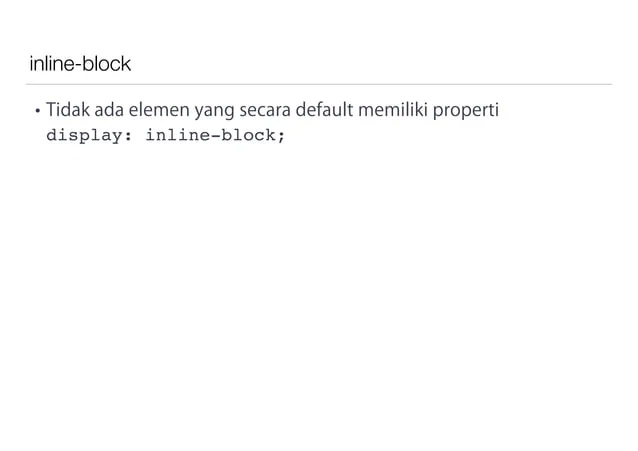 inline-block
• Tidak ada elemen yang secara default memiliki properti
display: inline-block;